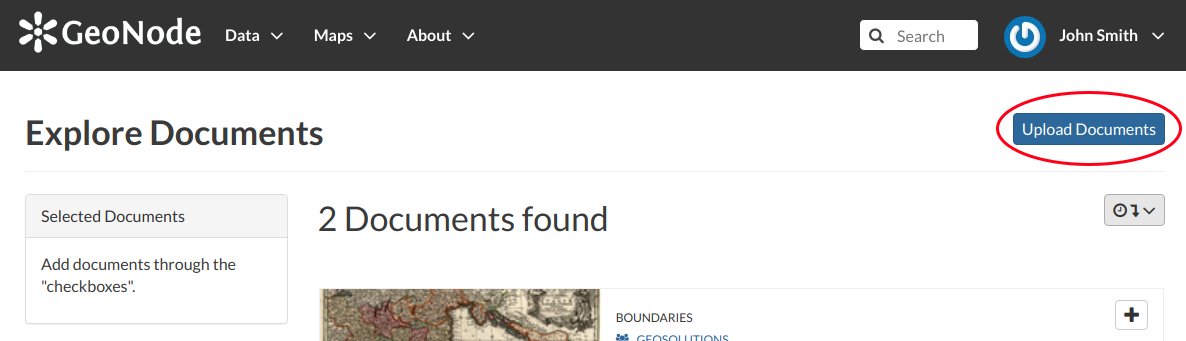 GeoNode Data Maps About Search John Smith
Explore Documents
Upload Documents
Selected Documents
2 Documents found
Add documents through the
"checkboxes".
BOUNDARIES
GEOSOLUTIONS